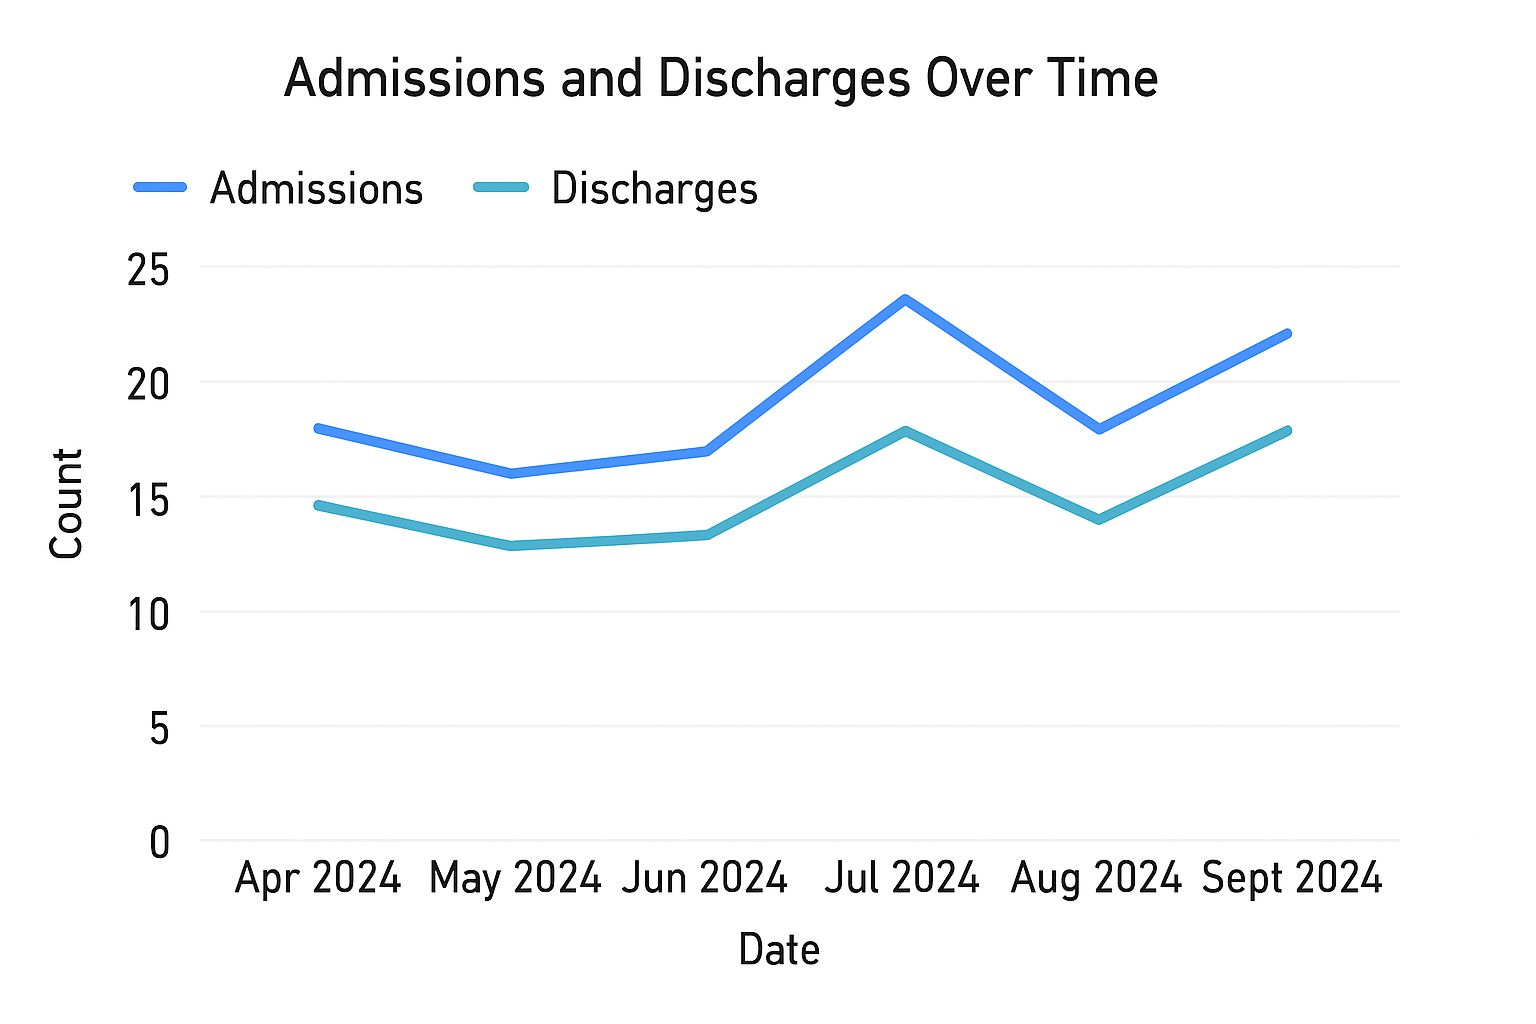 Admissions and Discharges Over Time
Admissions Discharges
25
20
15
10
5
0
Count
Apr 2024 May 2024 Jun 2024 Jul 2024 Aug 2024 Sept 2024
Date